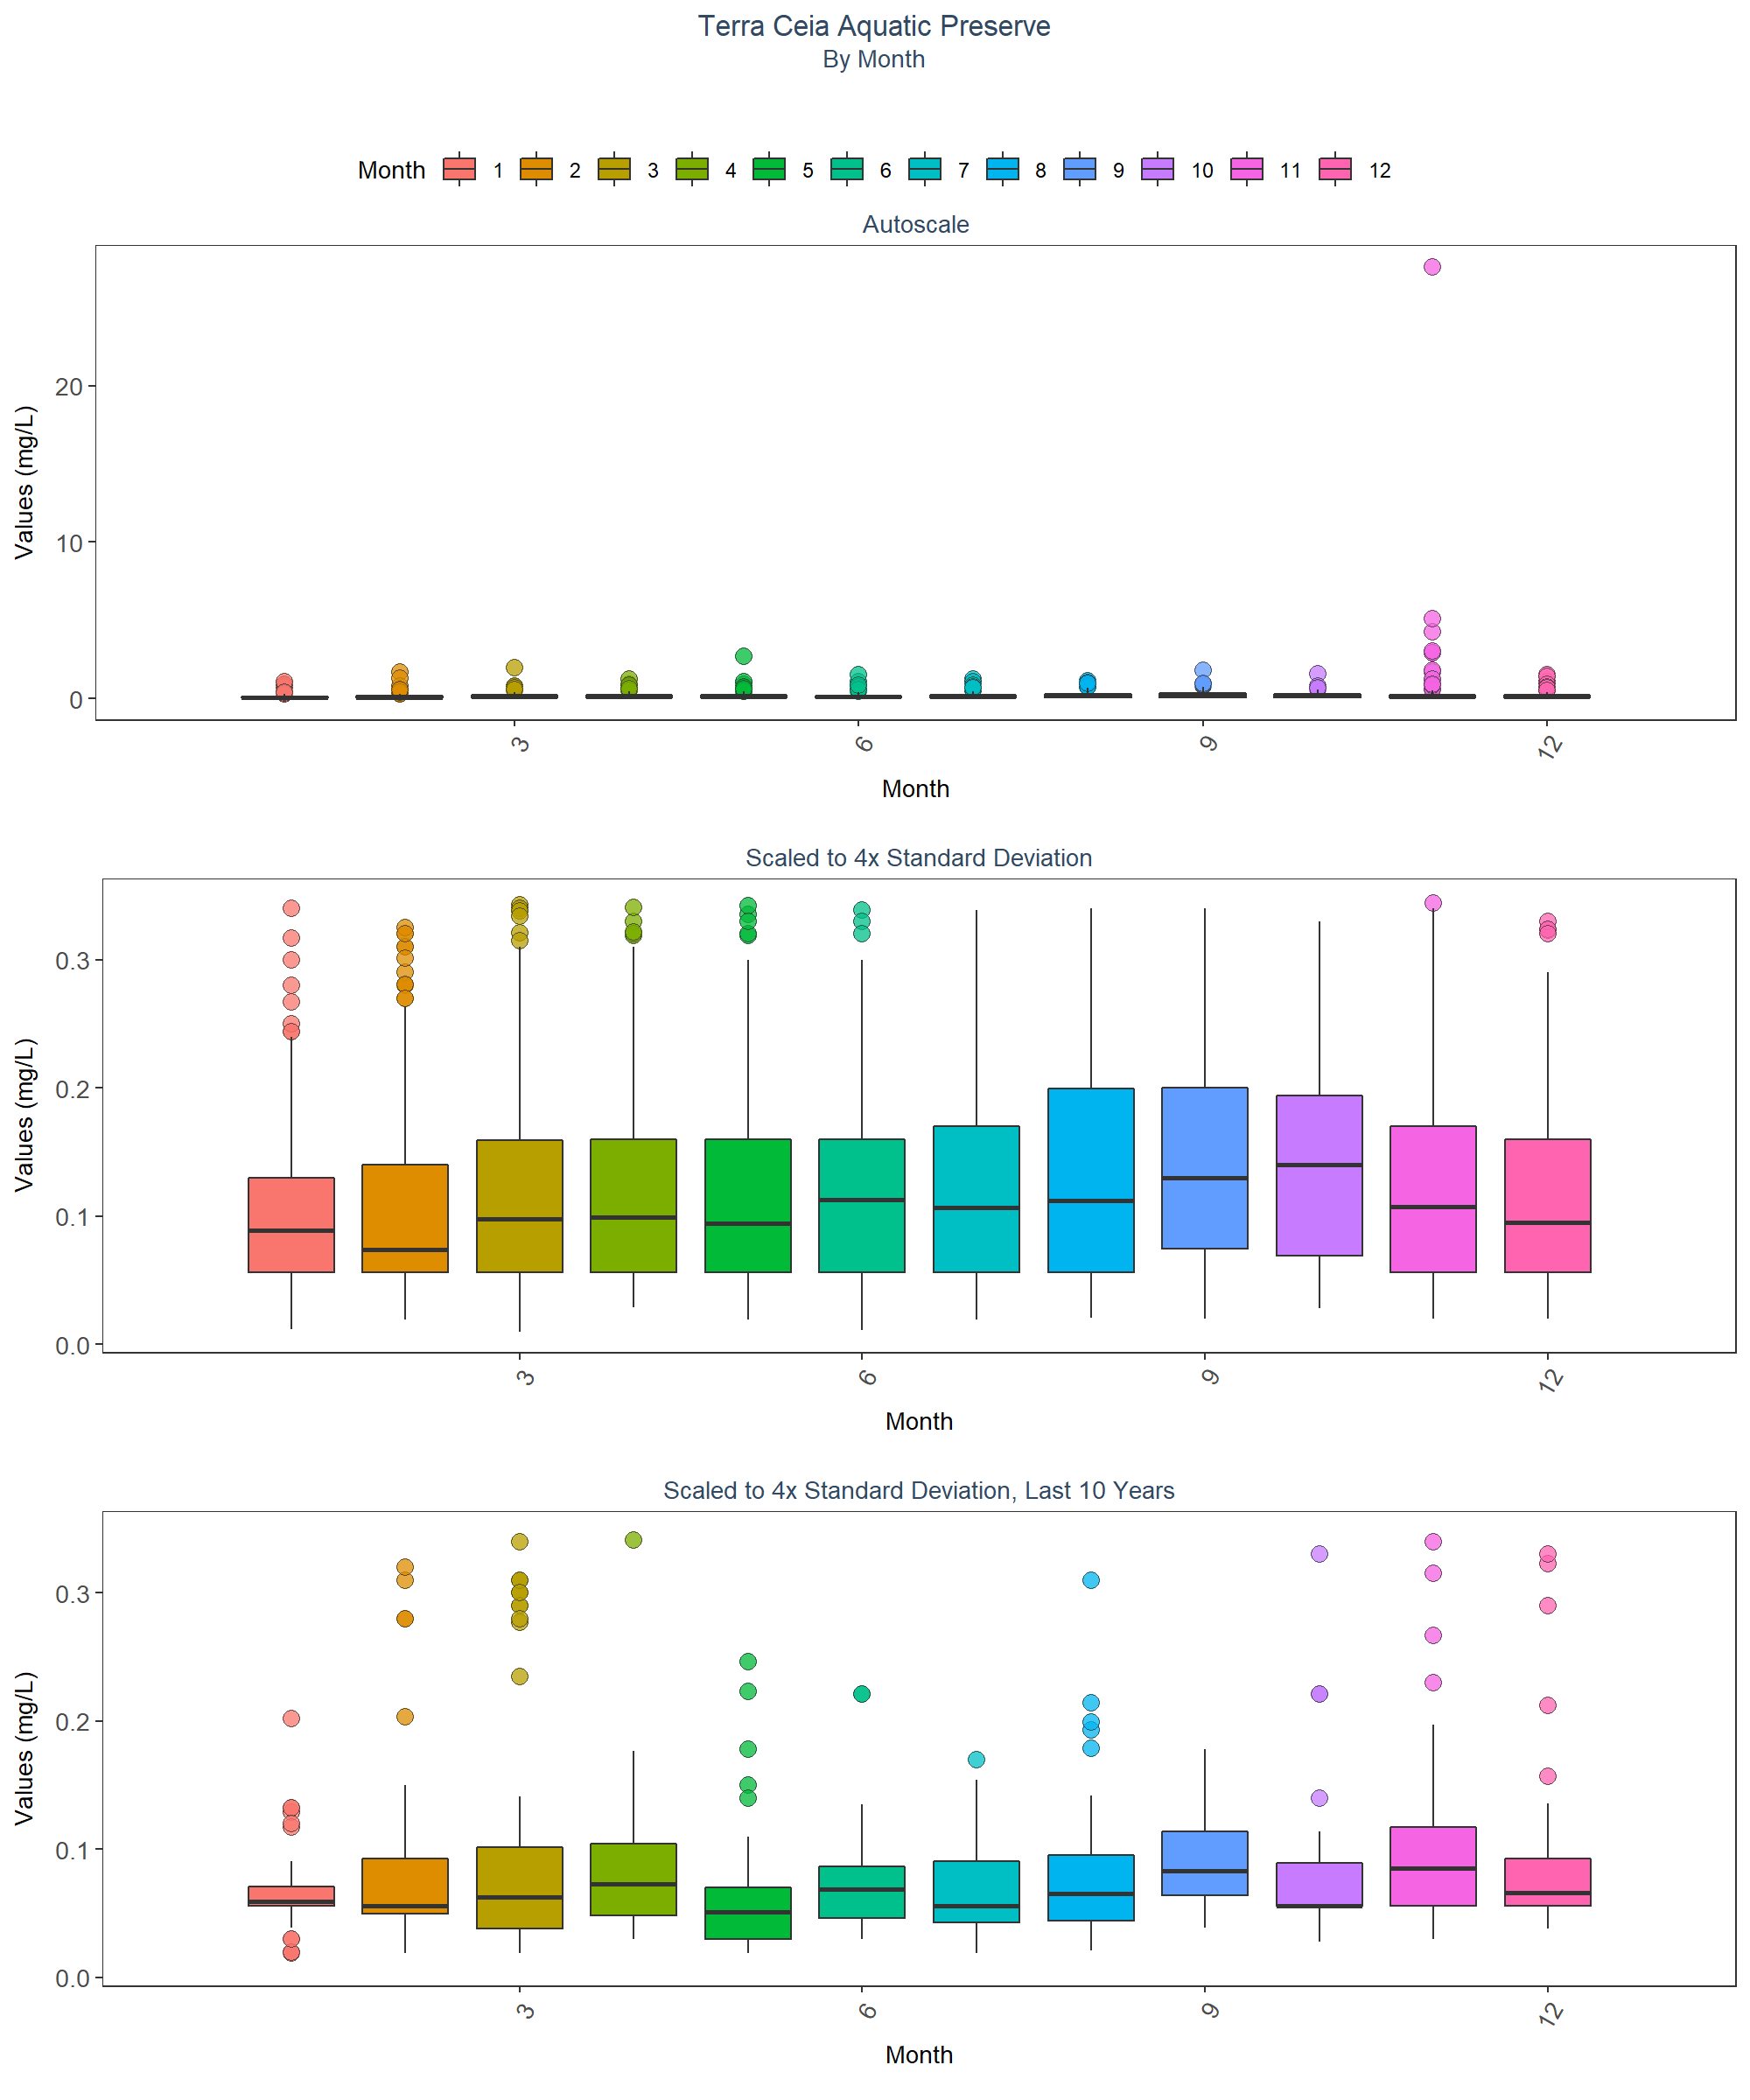 Terra Ceia Aquatic Preserve
By Month
Month 1 2 3 4 5 6 7 8 9 10 11 12
Autoscale
Values (mg/L)
20
10
0
3 6 9 12
Month
Scaled to 4x Standard Deviation
Values (mg/L)
0.3
0.2
0.1
0.0
3 6 9 12
Month
Scaled to 4x Standard Deviation, Last 10 Years
Values (mg/L)
0.3
0.2
0.1
0.0
3 6 9 12
Month